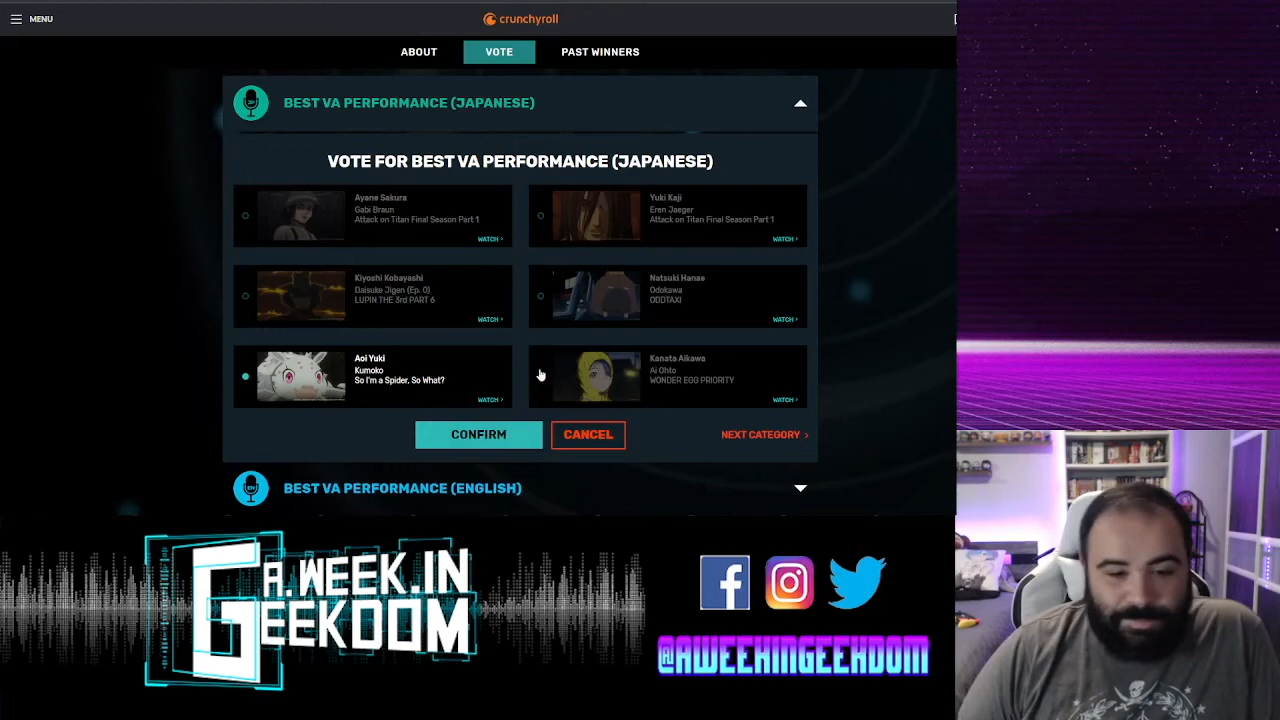 MENU
crunchyroll
ABOUT
VOTE
PAST WINNERS
BEST VA PERFORMANCE (JAPANESE)
VOTE FOR BEST VA PERFORMANCE (JAPANESE)
Ayane Sakura
Gabi Braun
Attack on Titan Final Season Part 1
WATCH
Yuki Kaji
Eren Jaeger
Attack on Titan Final Season Part 1
WATCH
Kiyoshi Kobayashi
Daisuke Jigen (Ep. 0)
LUPIN THE 3rd PART 6
WATCH
Natsuki Hanae
Odokawa
ODDTAXI
WATCH
Aoi Yuki
Kumoko
So I'm a Spider, So What?
WATCH
Kanata Aikawa
Ai Ohto
WONDER EGG PRIORITY
WATCH
CONFIRM
CANCEL
NEXT CATEGORY
BEST VA PERFORMANCE (ENGLISH)
A.WEEK.IN
GEEKDOM
@AWEEKINGEEKDOM